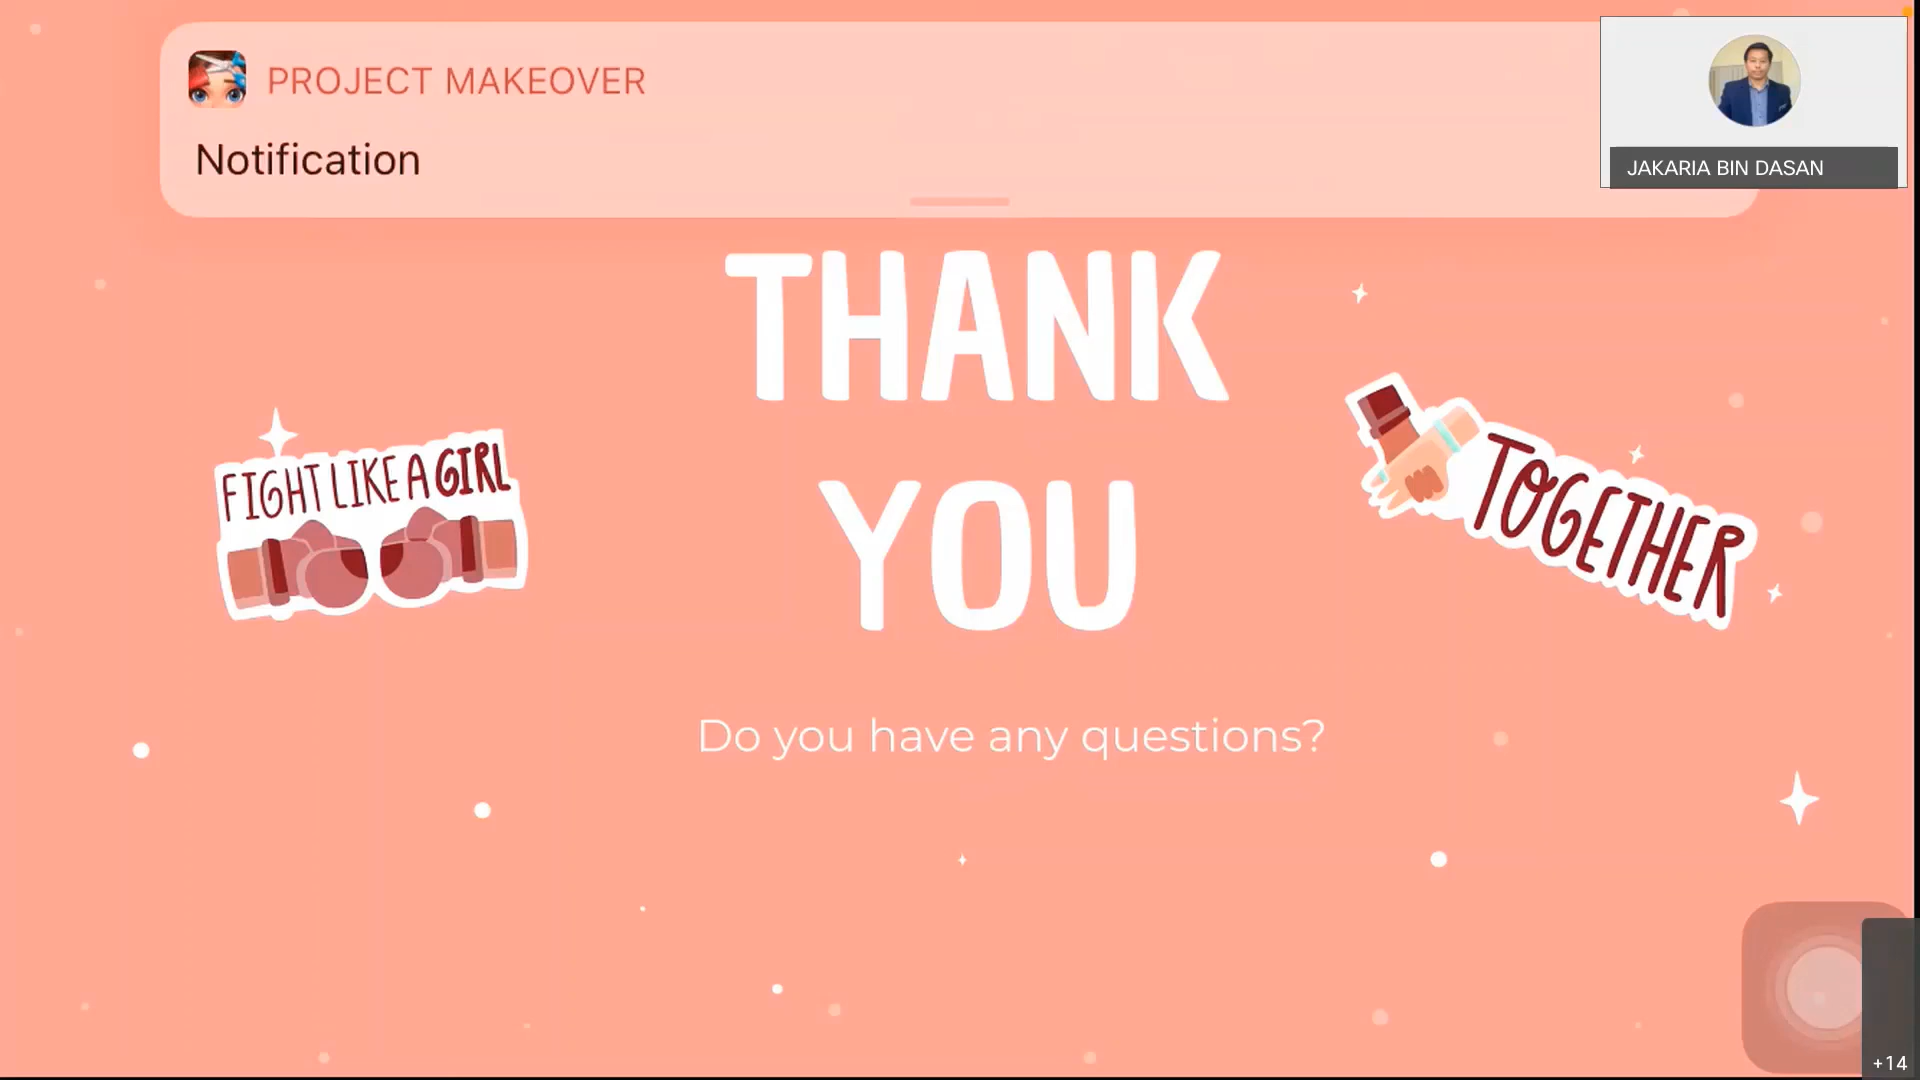 PROJECT MAKEOVER
Notification
JAKARIA BIN DASAN
THANK
YOU
FIGHT LIKE A GIRL
TOGETHER
Do you have any questions?
+14